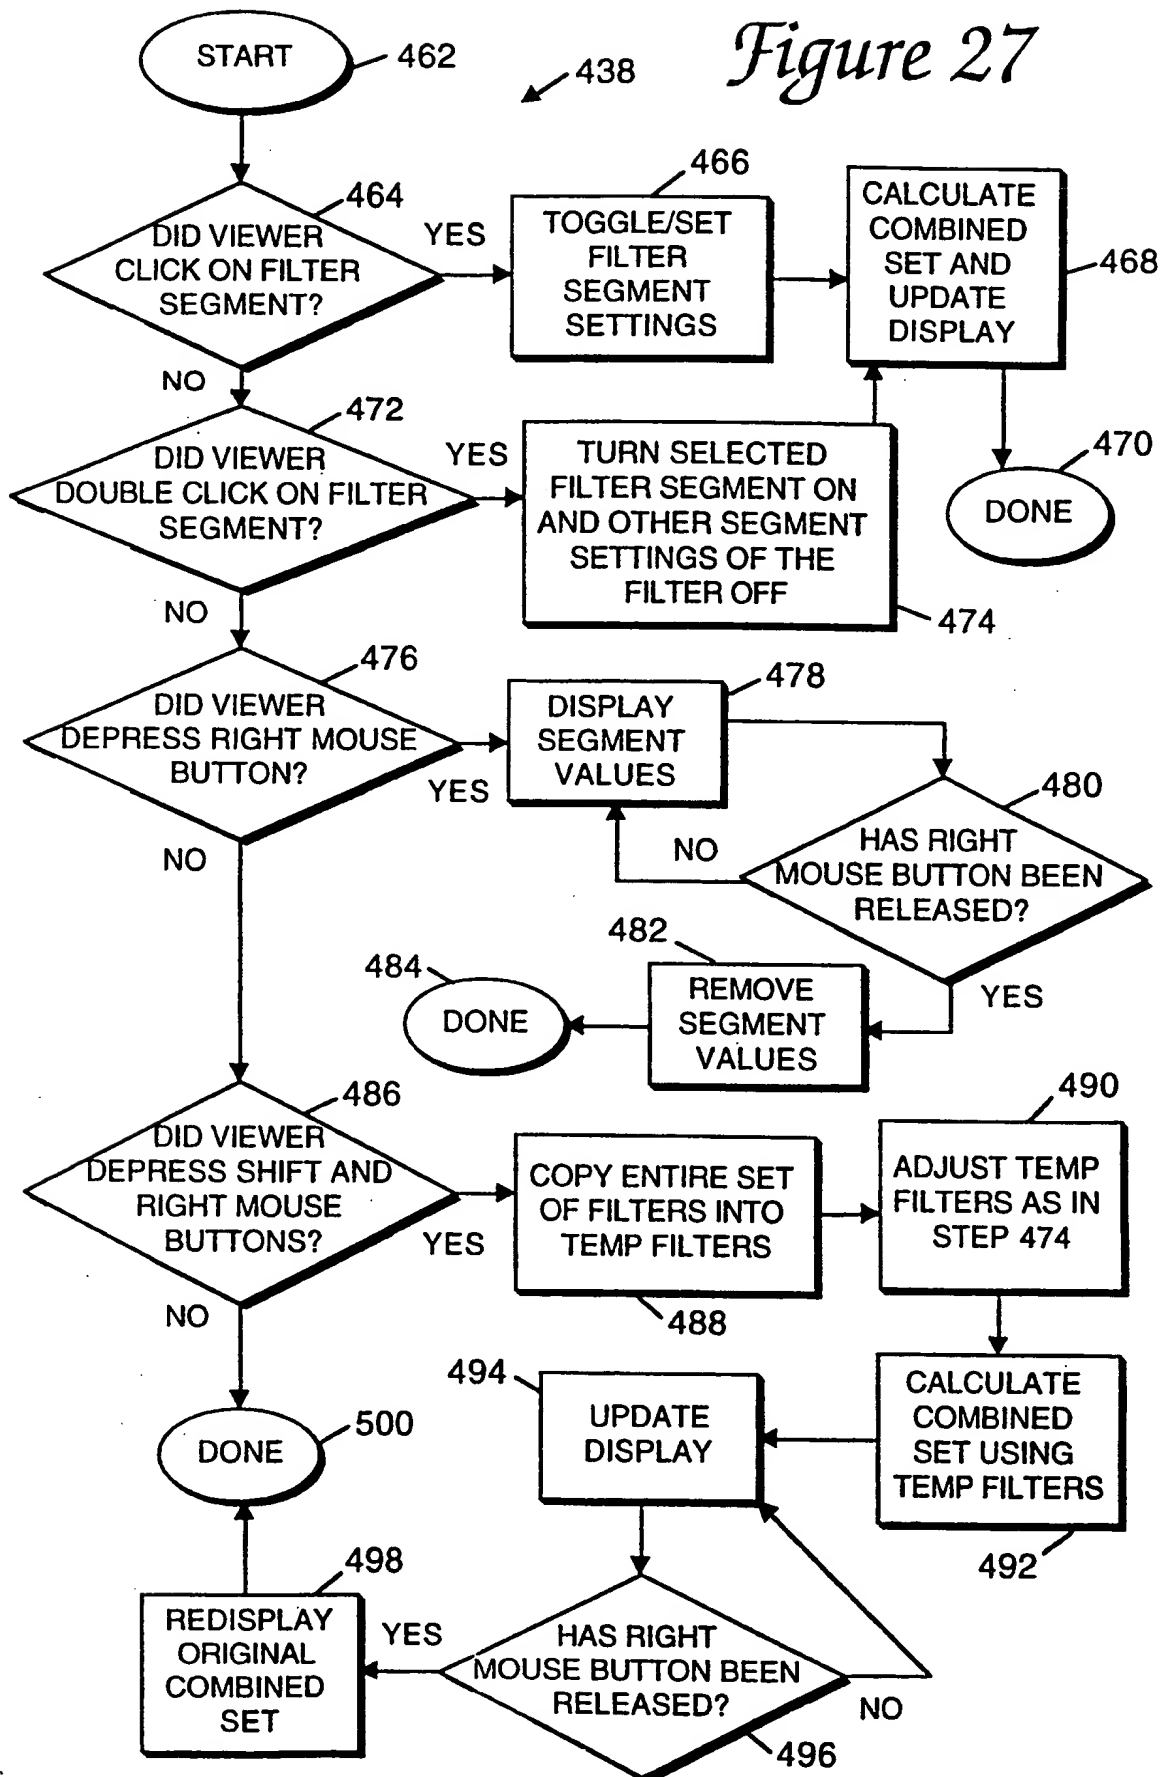 Figure 27
START
462
438
464
DID VIEWER
CLICK ON FILTER
SEGMENT?
YES
NO
466
TOGGLE/SET
FILTER
SEGMENT
SETTINGS
CALCULATE
COMBINED
SET AND
UPDATE
DISPLAY
468
470
DONE
472
DID VIEWER
DOUBLE CLICK ON FILTER
SEGMENT?
YES
NO
TURN SELECTED
FILTER SEGMENT ON
AND OTHER SEGMENT
SETTINGS OF THE
FILTER OFF
474
476
DID VIEWER
DEPRESS RIGHT MOUSE
BUTTON?
YES
NO
478
DISPLAY
SEGMENT
VALUES
480
HAS RIGHT
MOUSE BUTTON BEEN
RELEASED?
NO
YES
482
REMOVE
SEGMENT
VALUES
484
DONE
486
DID VIEWER
DEPRESS SHIFT AND
RIGHT MOUSE
BUTTONS?
YES
NO
COPY ENTIRE SET
OF FILTERS INTO
TEMP FILTERS
488
490
ADJUST TEMP
FILTERS AS IN
STEP 474
CALCULATE
COMBINED
SET USING
TEMP FILTERS
492
494
UPDATE
DISPLAY
500
DONE
498
REDISPLAY
ORIGINAL
COMBINED
SET
YES
HAS RIGHT
MOUSE BUTTON BEEN
RELEASED?
NO
496